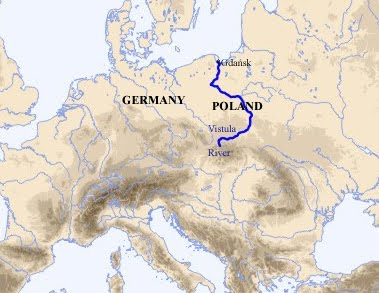 Gdańsk
GERMANY
POLAND
Vistula
River